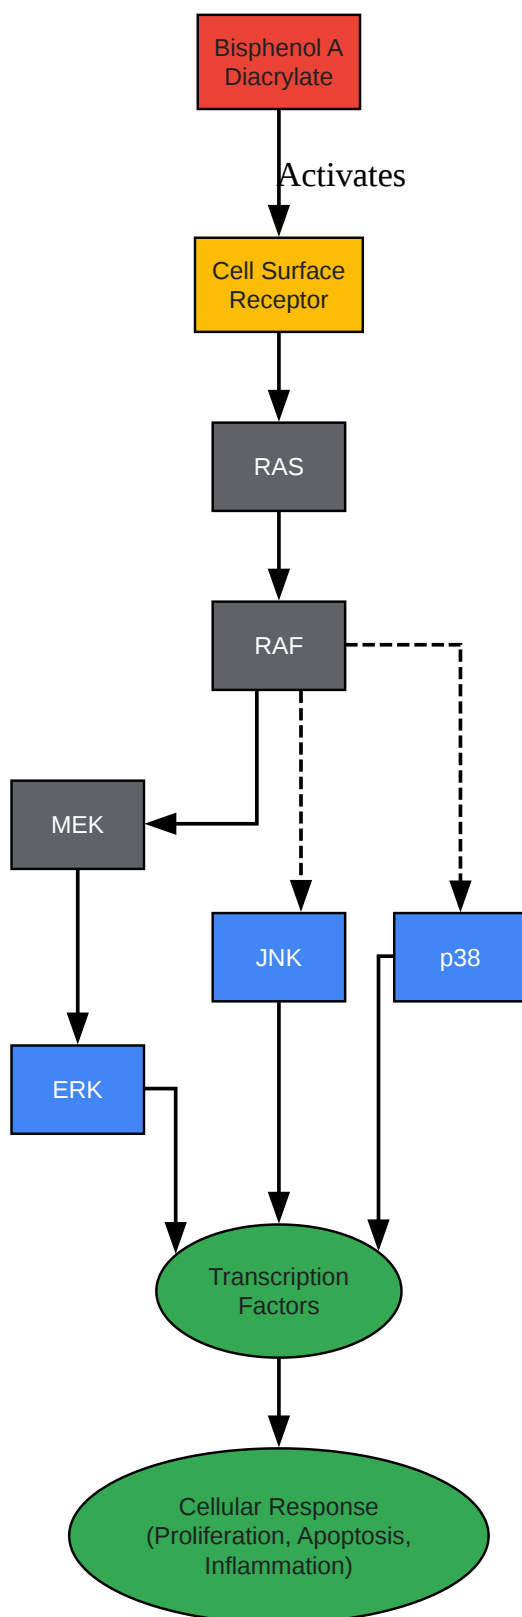 Bisphenol A
Diacrylate
Activates
Cell Surface
Receptor
RAS
RAF
MEK
JNK
p38
ERK
Transcription
Factors
Cellular Response
(Proliferation, Apoptosis,
Inflammation)